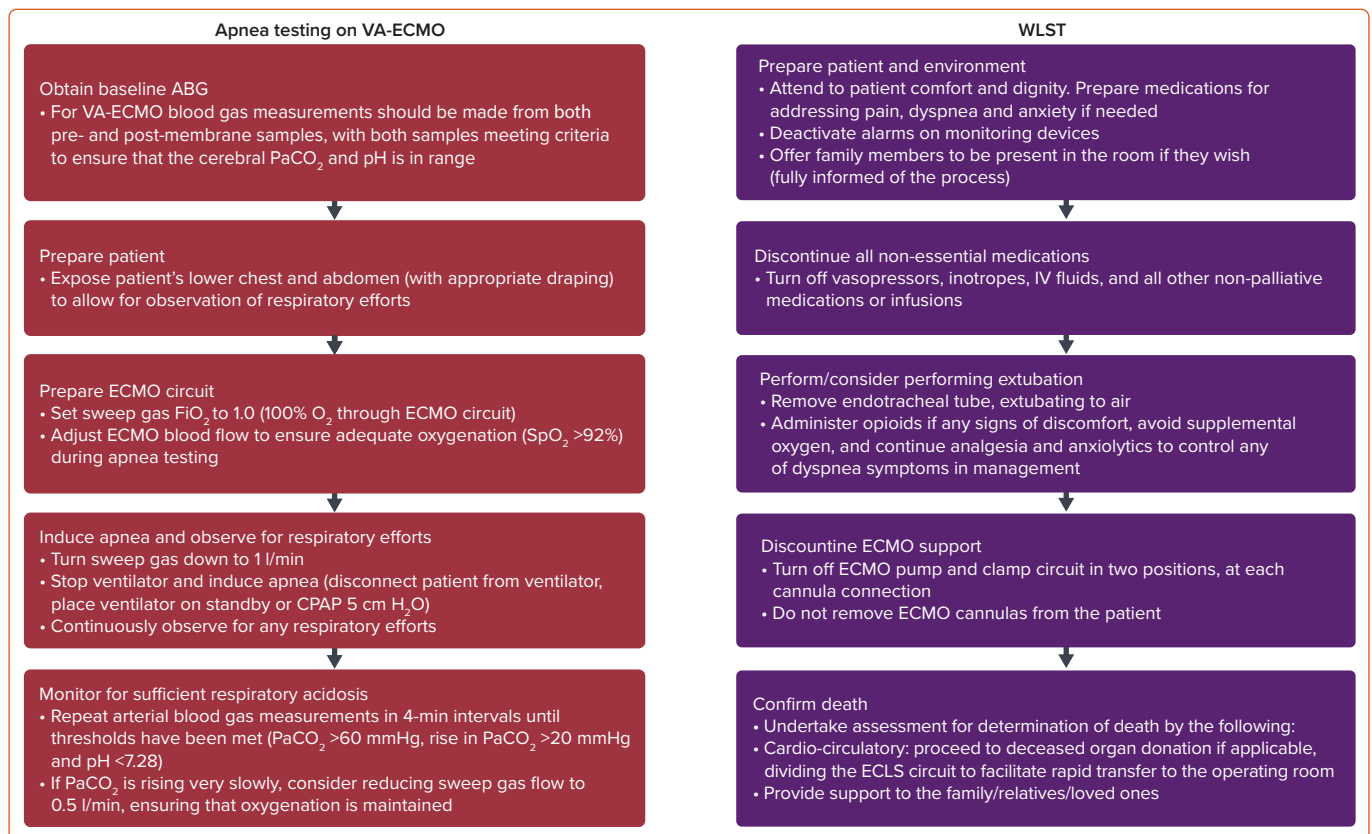 Apnea testing on VA-ECMO
Obtain baseline ABG
• For VA-ECMO blood gas measurements should be made from both
pre- and post-membrane samples, with both samples meeting criteria
to ensure that the cerebral PaCO2 and pH is in range
Prepare patient
• Expose patient's lower chest and abdomen (with appropriate draping)
to allow for observation of respiratory efforts
Prepare ECMO circuit
• Set sweep gas FiO2 to 1.0 (100% O2 through ECMO circuit)
• Adjust ECMO blood flow to ensure adequate oxygenation (SpO2 >92%)
during apnea testing
Induce apnea and observe for respiratory efforts
• Turn sweep gas down to 1 l/min
• Stop ventilator and induce apnea (disconnect patient from ventilator,
place ventilator on standby or CPAP 5 cm H2O)
• Continuously observe for any respiratory efforts
Monitor for sufficient respiratory acidosis
• Repeat arterial blood gas measurements in 4-min intervals until
thresholds have been met (PaCO2 >60 mmHg, rise in PaCO2 >20 mmHg
and pH <7.28)
• If PaCO2 is rising very slowly, consider reducing sweep gas flow to
0.5 l/min, ensuring that oxygenation is maintained
WLST
Prepare patient and environment
• Attend to patient comfort and dignity. Prepare medications for
addressing pain, dyspnea and anxiety if needed
• Deactivate alarms on monitoring devices
• Offer family members to be present in the room if they wish
(fully informed of the process)
Discontinue all non-essential medications
• Turn off vasopressors, inotropes, IV fluids, and all other non-palliative
medications or infusions
Perform/consider performing extubation
• Remove endotracheal tube, extubating to air
• Administer opioids if any signs of discomfort, avoid supplemental
oxygen, and continue analgesia and anxiolytics to control any
of dyspnea symptoms in management
Discountine ECMO support
• Turn off ECMO pump and clamp circuit in two positions, at each
cannula connection
• Do not remove ECMO cannulas from the patient
Confirm death
• Undertake assessment for determination of death by the following:
• Cardio-circulatory: proceed to deceased organ donation if applicable,
dividing the ECLS circuit to facilitate rapid transfer to the operating room
• Provide support to the family/relatives/loved ones